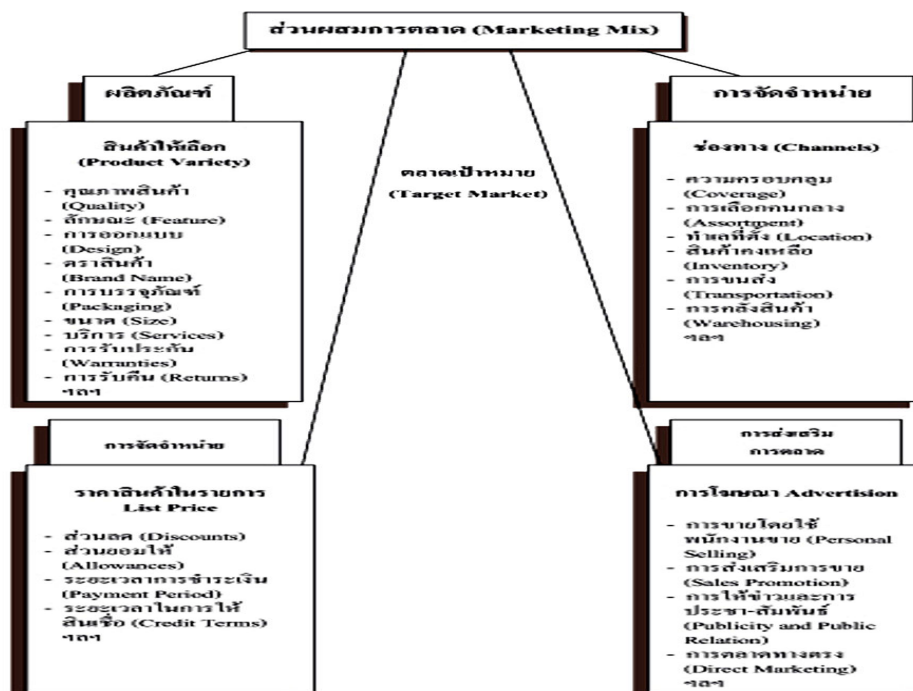 ส่วนผสมการตลาด (Marketing Mix)
ผลิตภัณฑ์
สินค้าให้เลือก
(Product Variety)
- คุณภาพสินค้า
(Quality)
- ลักษณะ (Feature)
- การออกแบบ
(Design)
- ตราสินค้า
(Brand Name)
- การบรรจุภัณฑ์
(Packaging)
- ขนาด (Size)
- บริการ (Services)
- การรับประกัน
(Warranties)
- การรับคืน (Returns)
ฯลฯ
ตลาดเป้าหมาย
(Target Market)
การจัดจำหน่าย
ช่องทาง (Channels)
- ความครอบคลุม
(Coverage)
- การเลือกคนกลาง
(Assortment)
- ทำเลที่ตั้ง (Location)
- สินค้าคงเหลือ
(Inventory)
- การขนส่ง
(Transportation)
- การคลังสินค้า
(Warehousing)
ฯลฯ
การจัดจำหน่าย
ราคาสินค้าในรายการ
List Price
- ส่วนลด (Discounts)
- ส่วนยอมให้
(Allowances)
- ระยะเวลาการชำระเงิน
(Payment Period)
- ระยะเวลาในการให้
สินเชื่อ (Credit Terms)
ฯลฯ
การส่งเสริม
การตลาด
การโฆษณา Advertision
- การขายโดยใช้
พนักงานขาย (Personal
Selling)
- การส่งเสริมการขาย
(Sales Promotion)
- การให้ข่าวและการ
ประชา-สัมพันธ์
(Publicity and Public
Relation)
- การตลาดทางตรง
(Direct Marketing)
ฯลฯ